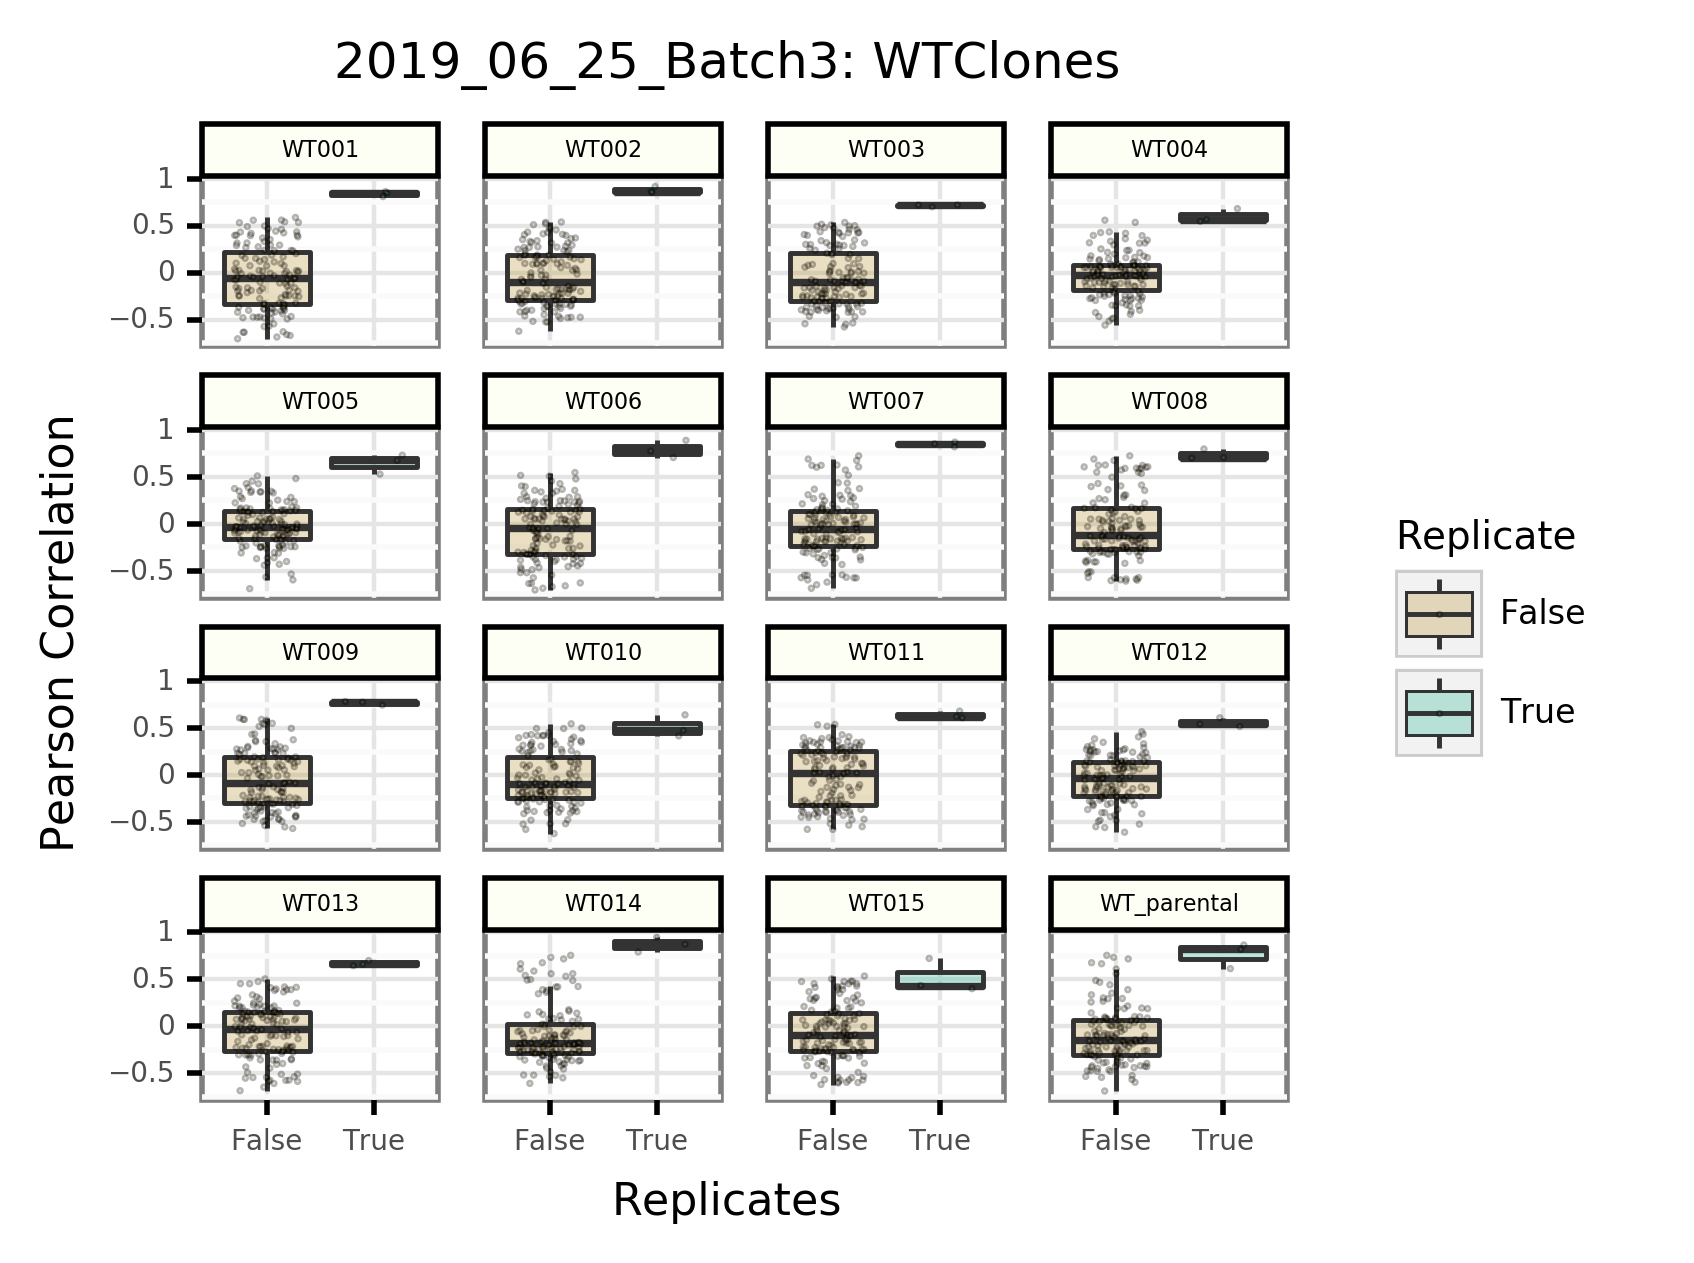 2019_06_25_Batch3: WTClones
WT001 WT002 WT003 WT004
1
0.5
0
−0.5
WT005 WT006 WT007 WT008
1
0.5
0
−0.5
WT009 WT010 WT011 WT012
1
0.5
0
−0.5
WT013 WT014 WT015 WT_parental
1
0.5
0
−0.5
False True False True False True False True
Replicates
Pearson Correlation
Replicate
False
True